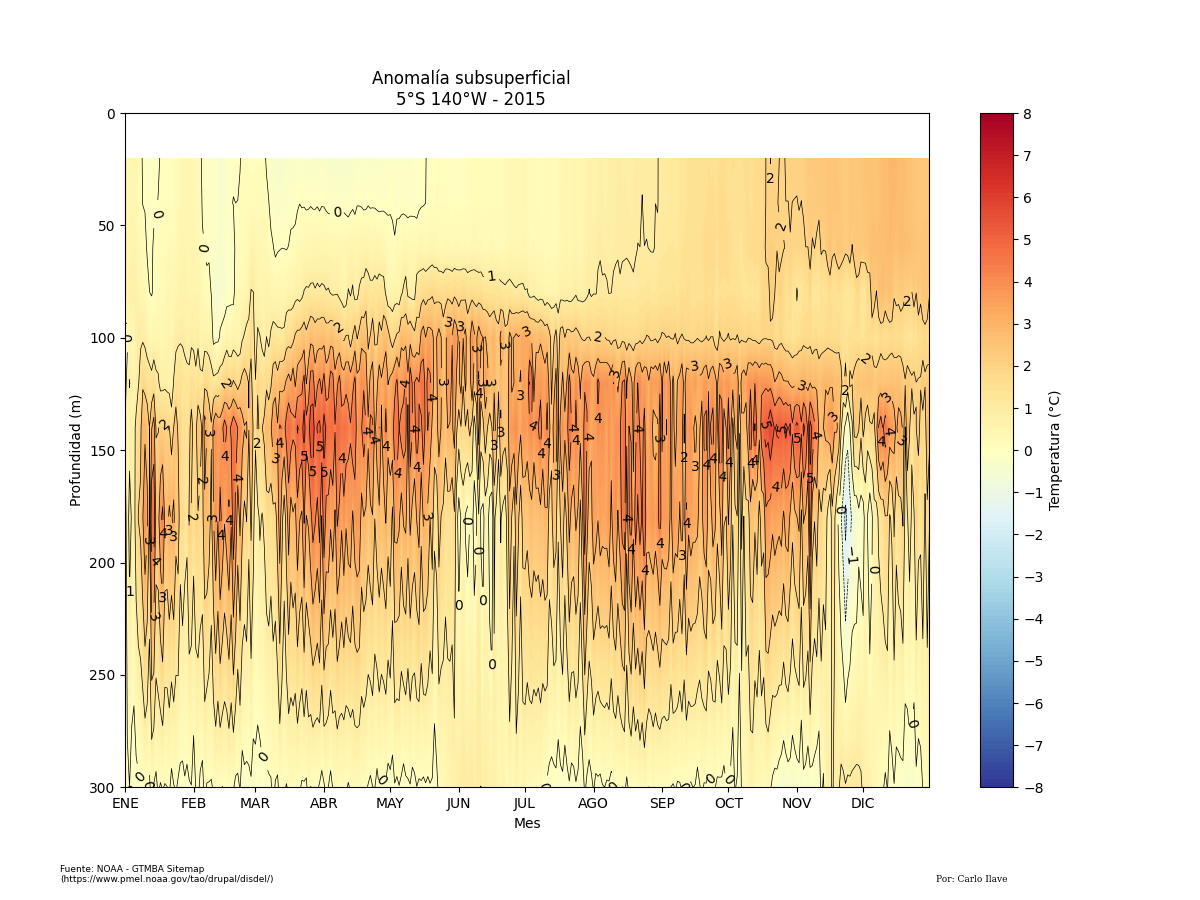 Anomalía subsuperficial
5°S 140°W - 2015
Profundidad (m)
0
50
100
150
200
250
300
ENE FEB MAR ABR MAY JUN JUL AGO SEP OCT NOV DIC
Mes
8
7
6
5
4
3
2
1
0
−1
−2
−3
−4
−5
−6
−7
−8
Temperatura (°C)
Fuente: NOAA - GTMBA Sitemap
(https://www.pmel.noaa.gov/tao/drupal/disdel/)
Por: Carlo Ilave